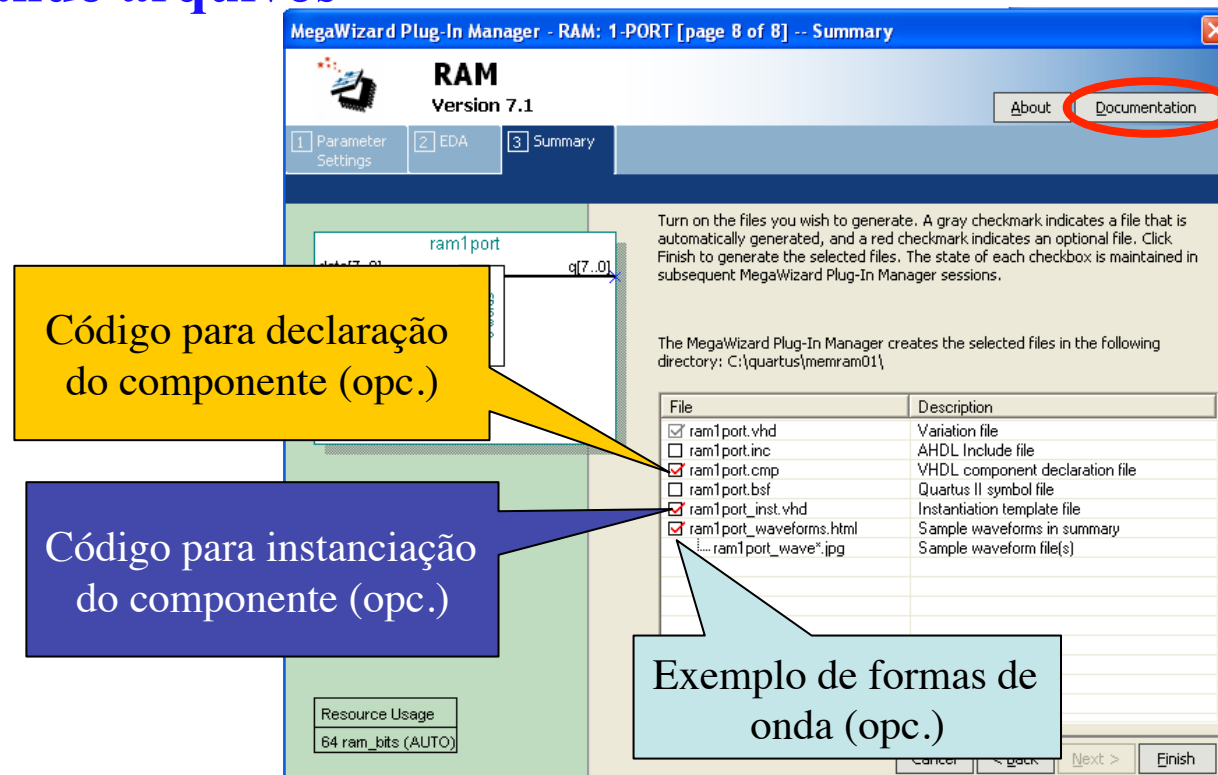 arquivos
MegaWizard Plug-In Manager - RAM: 1-PORT [page 8 of 8] -- Summary
RAM
Version 7.1
About
Documentation
1 Parameter Settings
2 EDA
3 Summary
Turn on the files you wish to generate. A gray checkmark indicates a file that is
automatically generated, and a red checkmark indicates an optional file. Click
Finish to generate the selected files. The state of each checkbox is maintained in
subsequent MegaWizard Plug-In Manager sessions.
ram1port
q[7..0]
Código para declaração
do componente (opc.)
The MegaWizard Plug-In Manager creates the selected files in the following
directory: C:\quartus\memram01\
File Description
ram1port.vhd Variation file
ram1port.inc AHDL Include file
ram1port.cmp VHDL component declaration file
ram1port.bsf Quartus II symbol file
ram1port_inst.vhd Instantiation template file
ram1port_waveforms.html Sample waveforms in summary
ram1port_wave*.jpg Sample waveform file(s)
Código para instanciação
do componente (opc.)
Exemplo de formas de
onda (opc.)
Resource Usage
64 ram_bits (AUTO)
Cancel < Back Next > Finish